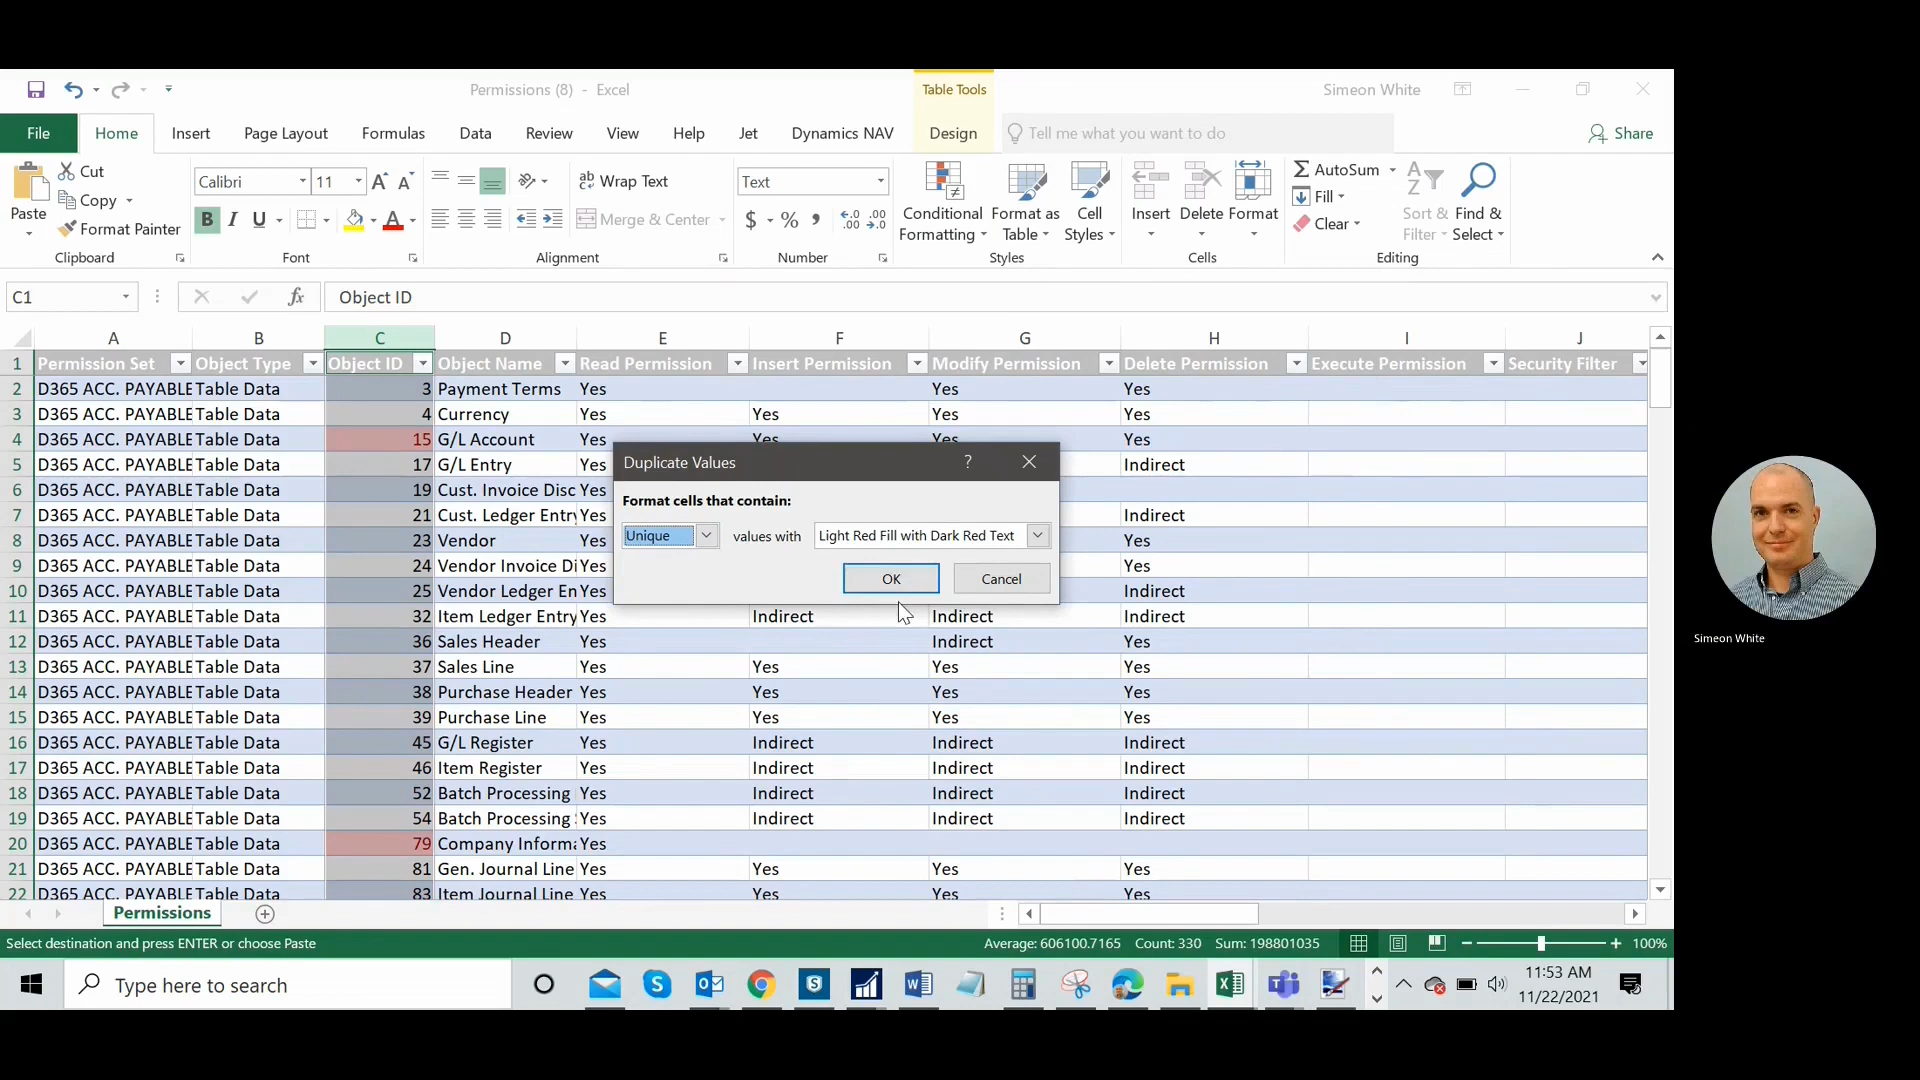 Permissions (8) - Excel
Table Tools
Simeon White
File Home Insert Page Layout Formulas Data Review View Help Jet Dynamics NAV Design Tell me what you want to do Share
Paste
Cut
Copy
Format Painter
Clipboard
Calibri 11
B I U
Font
Wrap Text
Merge & Center
Alignment
Text
$ % ,
Number
Conditional
Formatting
Format as
Table
Cell
Styles
Styles
Insert Delete Format
Cells
AutoSum
Fill
Clear
Sort &
Filter
Find &
Select
Editing
C1 fx Object ID
A B C D E F G H I J
1 Permission Set Object Type Object ID Object Name Read Permission Insert Permission Modify Permission Delete Permission Execute Permission Security Filter
2 D365 ACC. PAYABLE Table Data 3 Payment Terms Yes Yes Yes
3 D365 ACC. PAYABLE Table Data 4 Currency Yes Yes Yes Yes
4 D365 ACC. PAYABLE Table Data 15 G/L Account Yes Yes Yes Yes
5 D365 ACC. PAYABLE Table Data 17 G/L Entry Yes Indirect
6 D365 ACC. PAYABLE Table Data 19 Cust. Invoice Disc Yes
7 D365 ACC. PAYABLE Table Data 21 Cust. Ledger Entry Yes Indirect
8 D365 ACC. PAYABLE Table Data 23 Vendor Yes Yes
9 D365 ACC. PAYABLE Table Data 24 Vendor Invoice Di Yes Yes
10 D365 ACC. PAYABLE Table Data 25 Vendor Ledger En Yes Indirect
11 D365 ACC. PAYABLE Table Data 32 Item Ledger Entry Yes Indirect Indirect Indirect
12 D365 ACC. PAYABLE Table Data 36 Sales Header Yes Indirect Yes
13 D365 ACC. PAYABLE Table Data 37 Sales Line Yes Yes Yes Yes
14 D365 ACC. PAYABLE Table Data 38 Purchase Header Yes Yes Yes Yes
15 D365 ACC. PAYABLE Table Data 39 Purchase Line Yes Yes Yes Yes
16 D365 ACC. PAYABLE Table Data 45 G/L Register Yes Indirect Indirect Indirect
17 D365 ACC. PAYABLE Table Data 46 Item Register Yes Indirect Indirect Indirect
18 D365 ACC. PAYABLE Table Data 52 Batch Processing Yes Indirect Indirect Indirect
19 D365 ACC. PAYABLE Table Data 54 Batch Processing Yes Indirect Indirect Indirect
20 D365 ACC. PAYABLE Table Data 79 Company Informa Yes
21 D365 ACC. PAYABLE Table Data 81 Gen. Journal Line Yes Yes Yes Yes
22 D365 ACC. PAYABLE Table Data 83 Item Journal Line Yes Yes Yes Yes
Duplicate Values ?
Format cells that contain:
Unique values with Light Red Fill with Dark Red Text
OK Cancel
Permissions
Select destination and press ENTER or choose Paste Average: 606100.7165 Count: 330 Sum: 198801035 100%
Type here to search
11:53 AM
11/22/2021
Simeon White